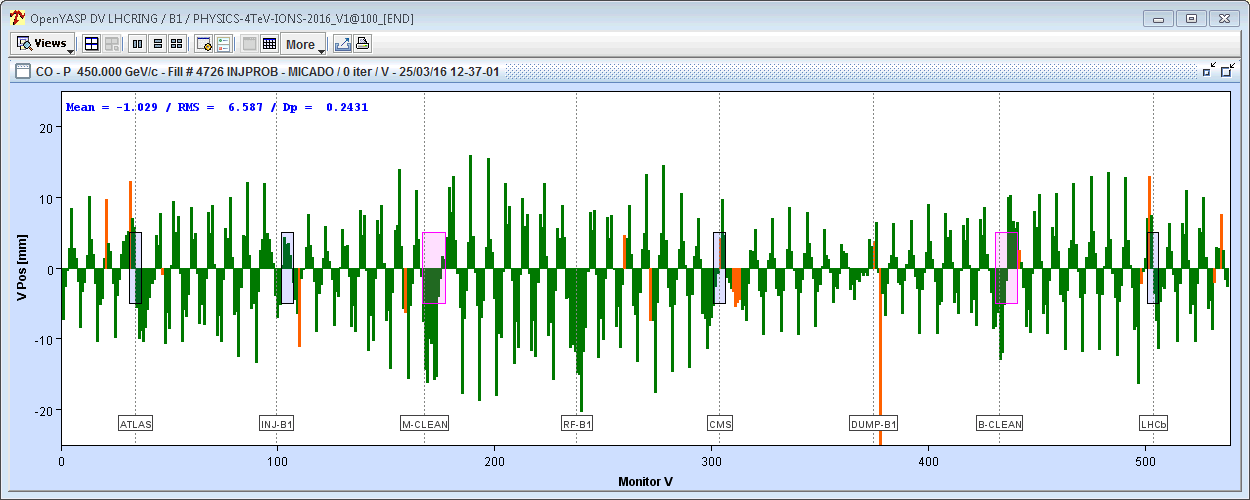 OpenYASP DV LHCRING / B1 / PHYSICS-4TeV-IONS-2016_V1@100_[END]
Views
More
CO - P 450.000 GeV/c - Fill # 4726 INJPROB - MICADO / 0 iter / V - 25/03/16 12-37-01
Mean = -1.029 / RMS = 6.587 / Dp = 0.2431
V Pos [mm]
20
10
0
-10
-20
ATLAS INJ-B1 M-CLEAN RF-B1 CMS DUMP-B1 B-CLEAN LHCb
0 100 200 300 400 500
Monitor V